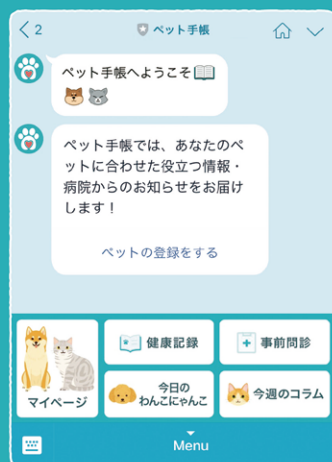 2
ペット手帳
ペット手帳へようこそ
ペット手帳では、あなたのペ
ットに合わせた役立つ情報・
病院からのお知らせをお届け
します！
ペットの登録をする
マイページ
健康記録
事前問診
今日の
わんこにゃんこ
今週のコラム
Menu